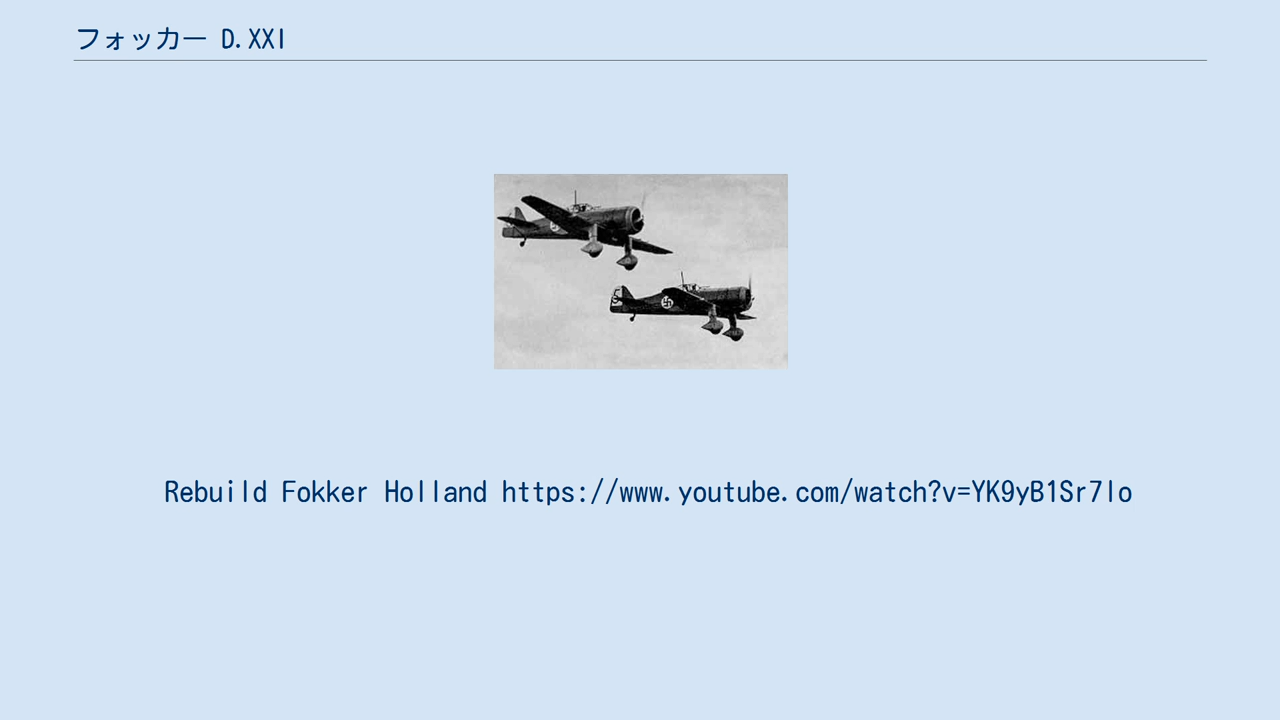 フォッカー D.XXI
Rebuild Fokker Holland https://www.youtube.com/watch?v=YK9yB1Sr7lo